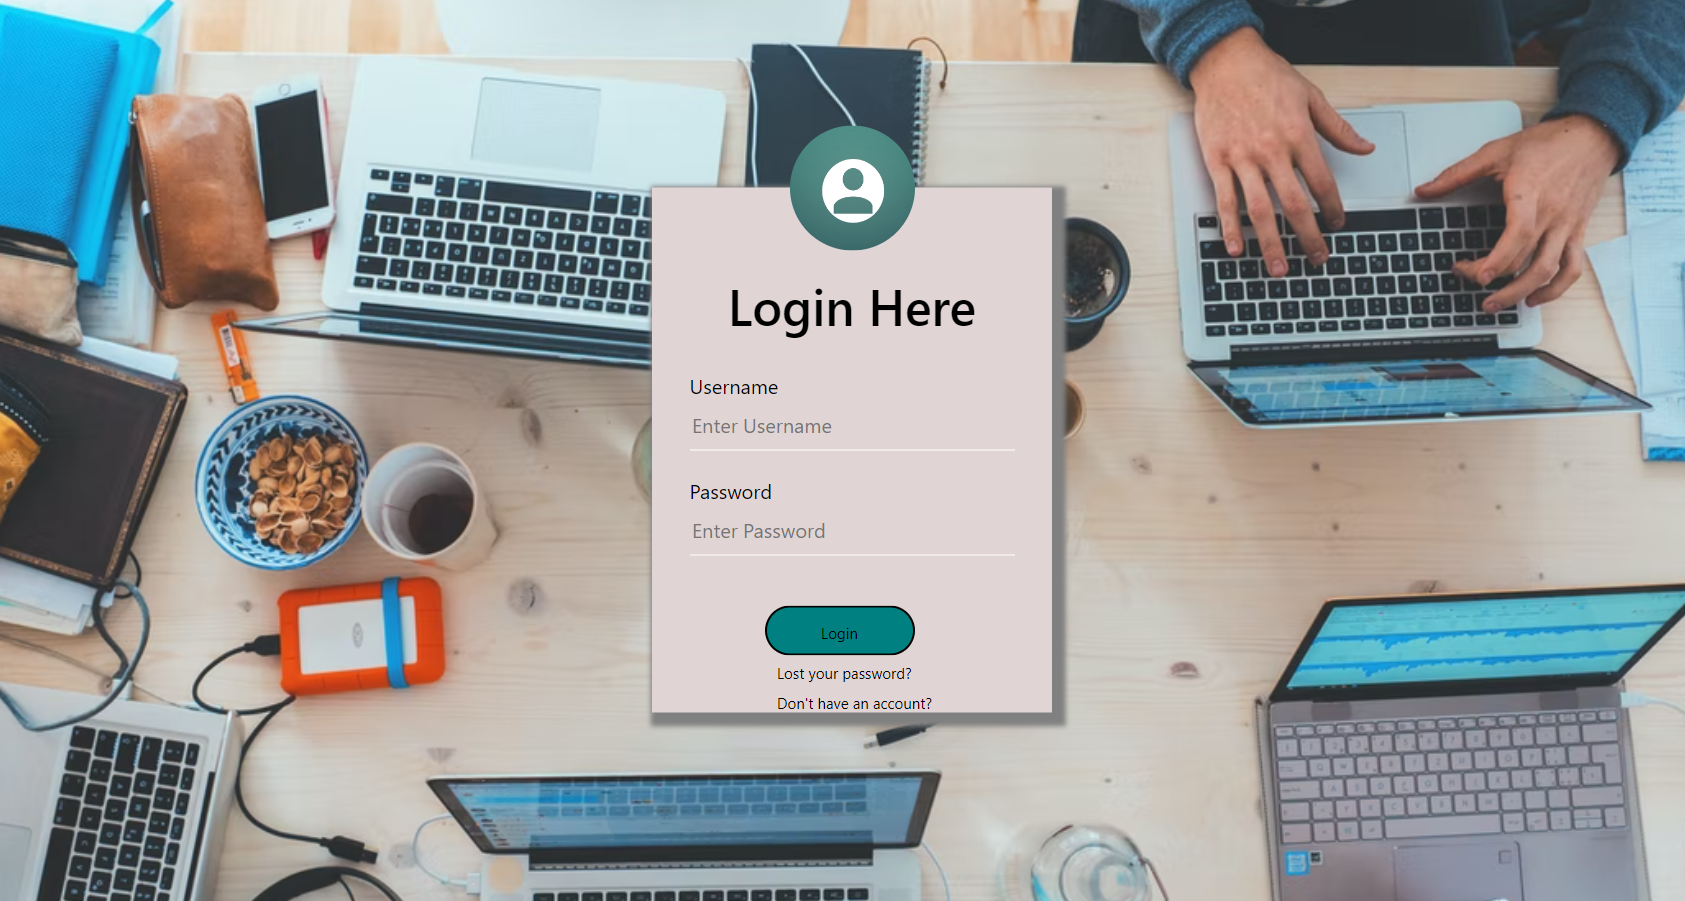 Login Here
Username
Enter Username
Password
Enter Password
Login
Lost your password?
Don't have an account?